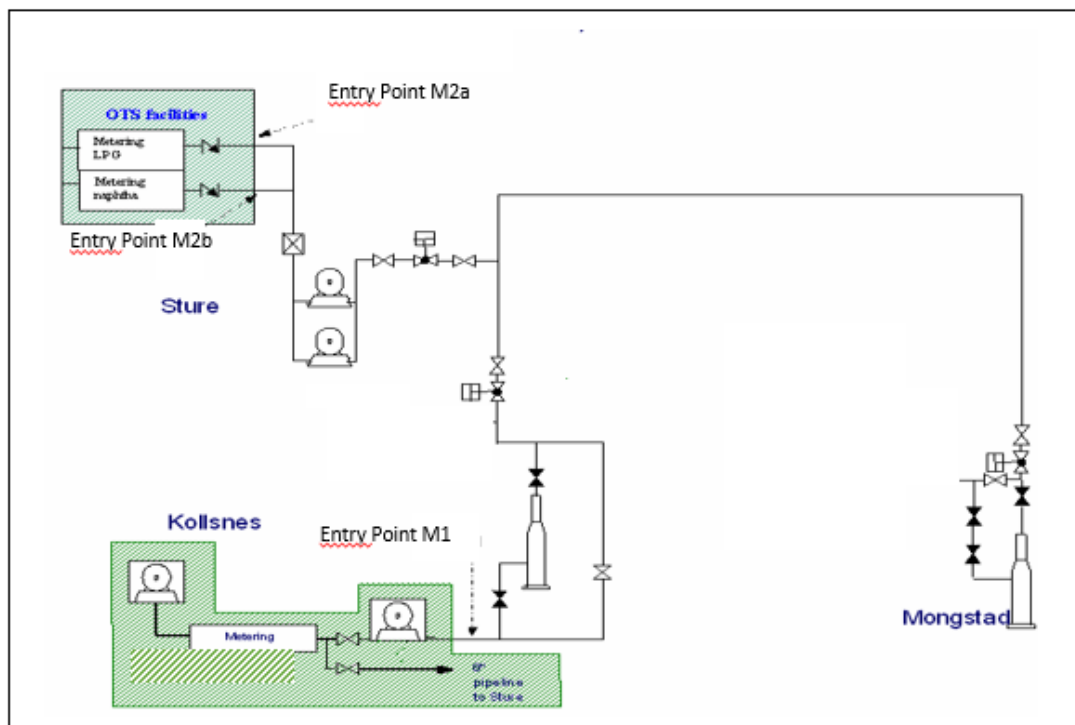 Entry Point M2a
OTS facilities
Metering
LPG
Metering
naphtha
Entry Point M2b
Sture
Kollsnes
Entry Point M1
Metering
8"
pipeline
to Sture
Mongstad